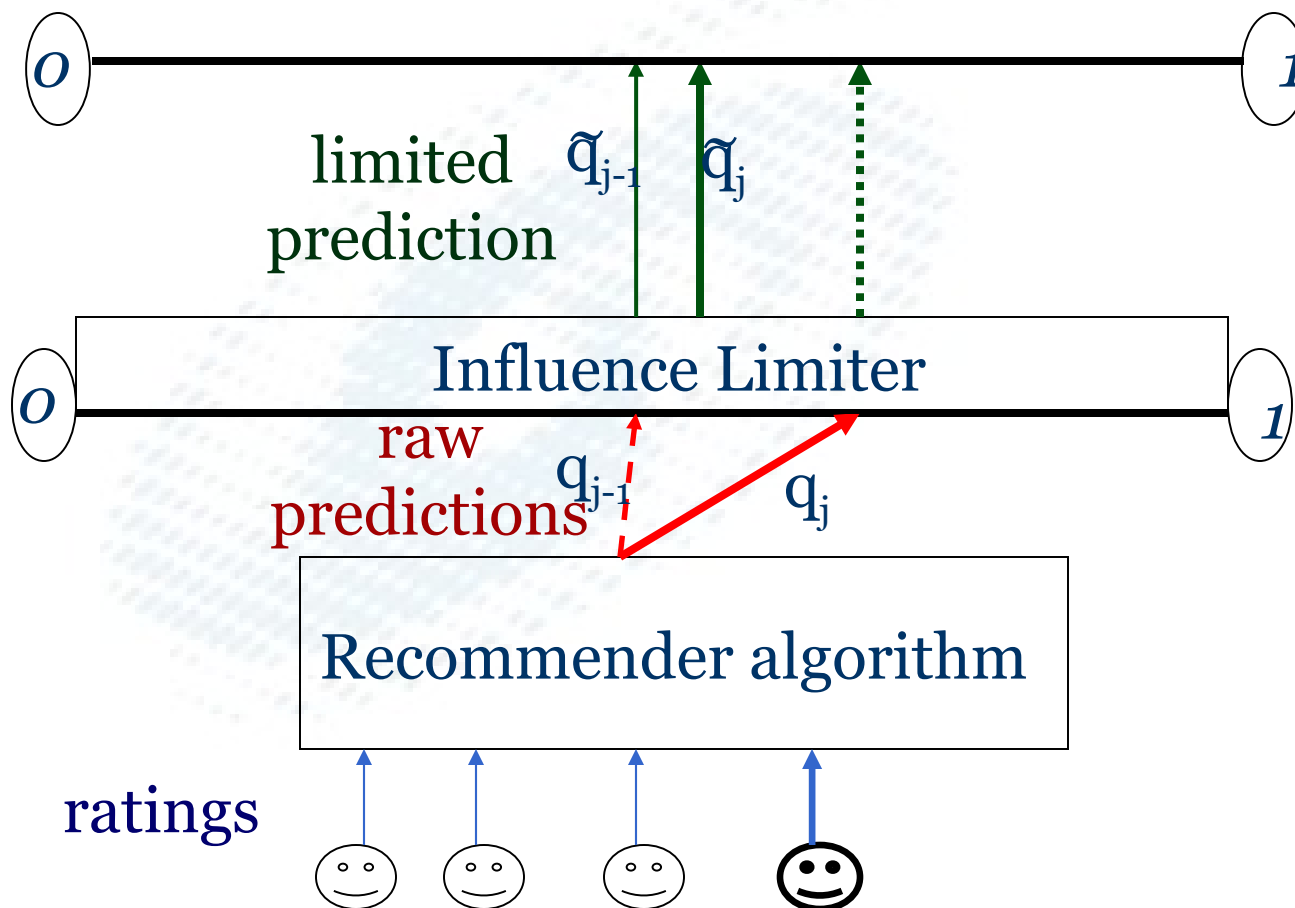 0 1
limited
prediction
q̃j-1 q̃j
Influence Limiter
0 1
raw
predictions
qj-1 qj
Recommender algorithm
ratings